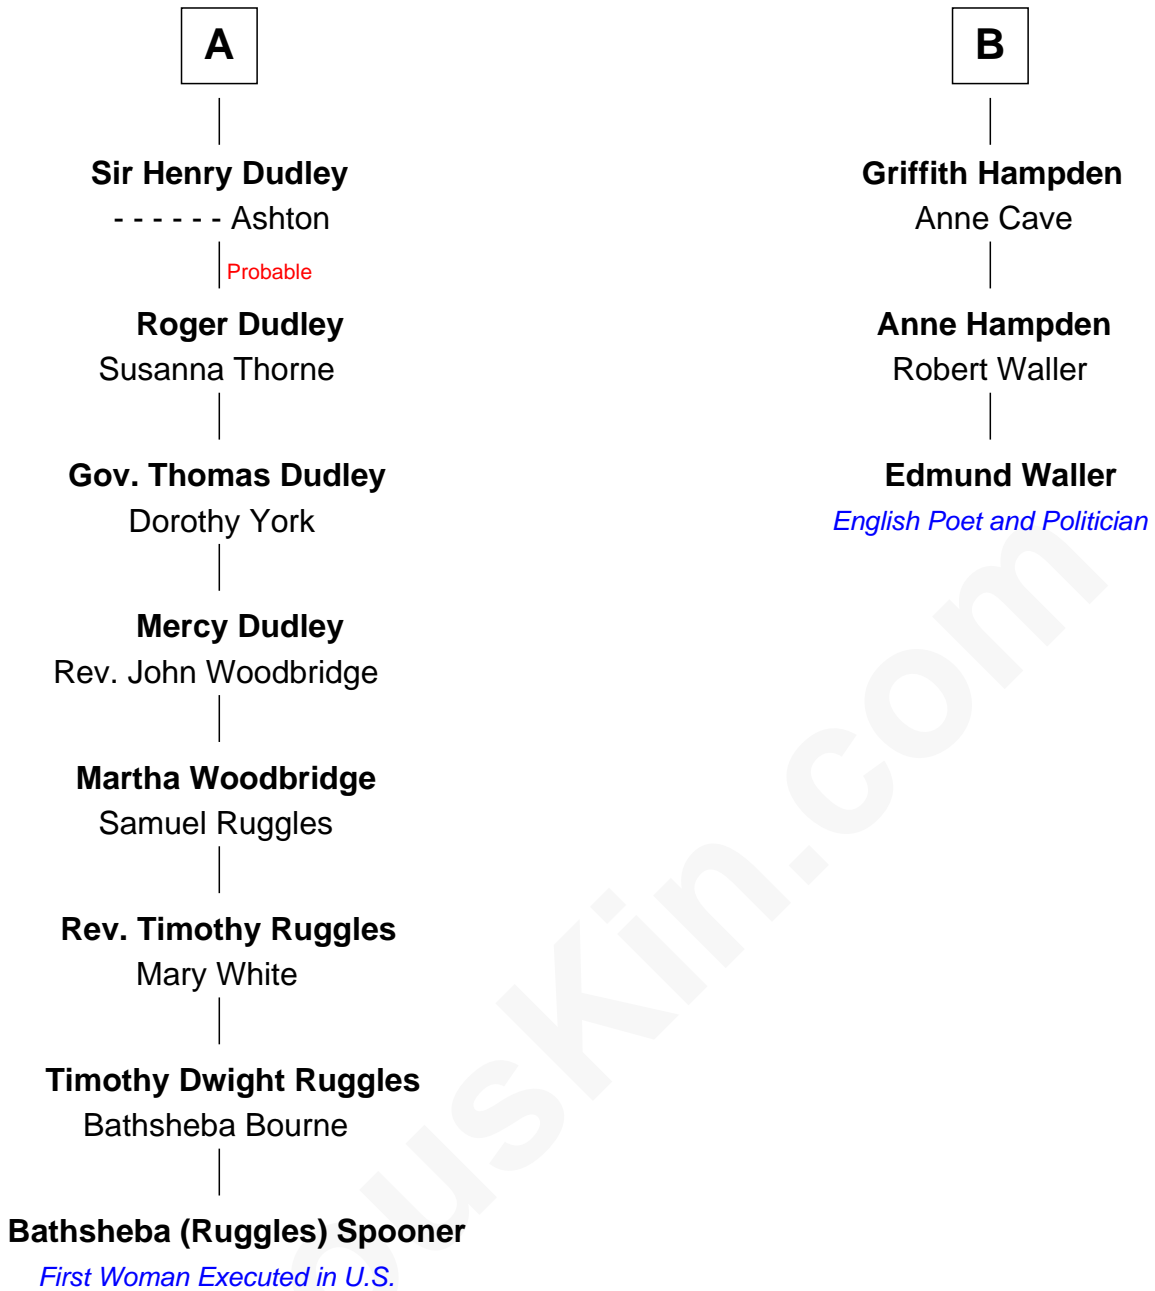 A
Sir Henry Dudley
- - - - - - Ashton
Probable
Roger Dudley
Susanna Thorne
Gov. Thomas Dudley
Dorothy York
Mercy Dudley
Rev. John Woodbridge
Martha Woodbridge
Samuel Ruggles
Rev. Timothy Ruggles
Mary White
Timothy Dwight Ruggles
Bathsheba Bourne
Bathsheba (Ruggles) Spooner
First Woman Executed in U.S.
B
Griffith Hampden
Anne Cave
Anne Hampden
Robert Waller
Edmund Waller
English Poet and Politician
ousKin.com